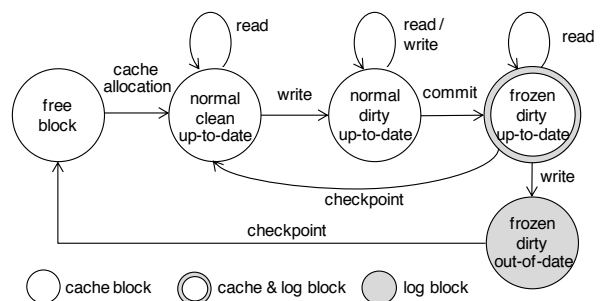 read
read /
write
read
cache
allocation
free
block
normal
clean
up-to-date
write
normal
dirty
up-to-date
commit
frozen
dirty
up-to-date
write
checkpoint
checkpoint
frozen
dirty
out-of-date
cache block
cache & log block
log block